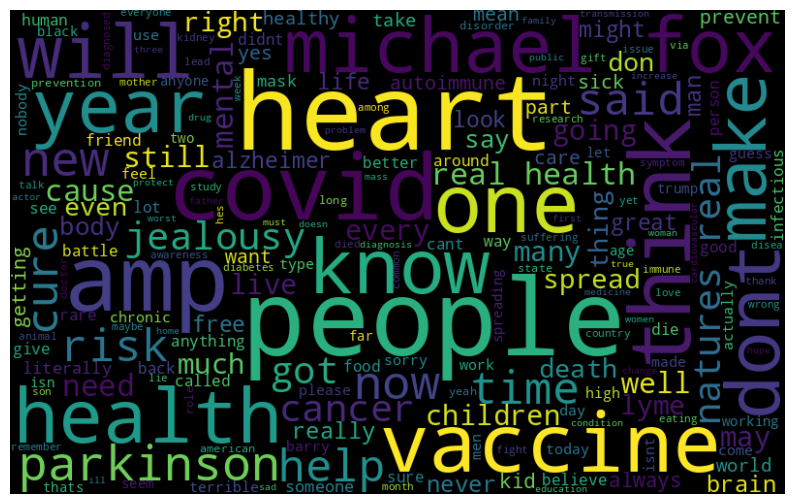 human
black
use
everyone
family
transmission
diagnosed
three
kidney
disorder
healthy
right
mean
take
prevent
might
public
gift
issue
via
will
michael fox
prevention
yes
didnt
lead
mother
anyone
mask
life
autoimmune
don
said
sick
night
man
year
heart
among
nobody
mental
week
drug
friend
two
look
part
say
going
think
make
new
still
feel
alzheimer
better
around
real health
care
let
guess
person
research
symptom
problem
increase
cause
even
lot
covid
one
thing
great
yet
trump
natures real
infectious
see
body
talk
actor
protect
study
worst
father
long
mass
every
know
many
way
age
good
cure
jealousy
battle
want
hes
must
doesn
cant
first
woman
disea
cardiovascular
awareness
died
diagnosis
suffering
amp
diabetes
type
common
state
spread
true
immune
getting
doctor
chronic
live
people
spreading
country
die
love
medicine
women
thank
wrong
actually
rare
maybe
home
free
far
risk
anything
animal
give
literally
isn
lie
back
called
much
got
now
food
sorry
work
time
death
high
well
made
change
hope
dont
need
role
please
yeah
cancer
children
day
lyme
eating
health
son
really
barry
men
working
may
condition
come
remember
american
sure
fight
today
isnt
world
parkinson
help
vaccine
never
kid
believe
always
brain
thats
ill
seem
terrible
sad
someone
month
education